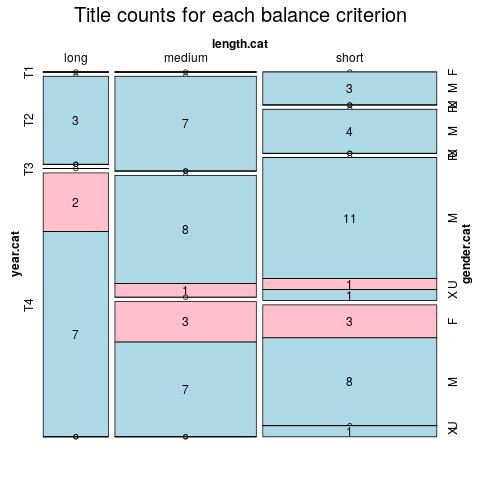 Title counts for each balance criterion
length.cat
long medium short
year.cat
T1
T2
T3
T4
gender.cat
F
M
M
M
X U
F
M
X U
3 7 3
4
8 11
2 1 1
1
3 3
7 7 8
1